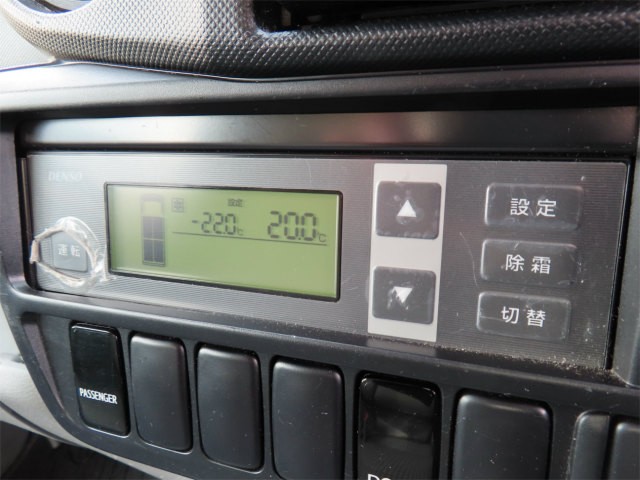 DENSO
運転
設定
-22.0℃
20.0℃
設定
除霜
切替
PASSENGER